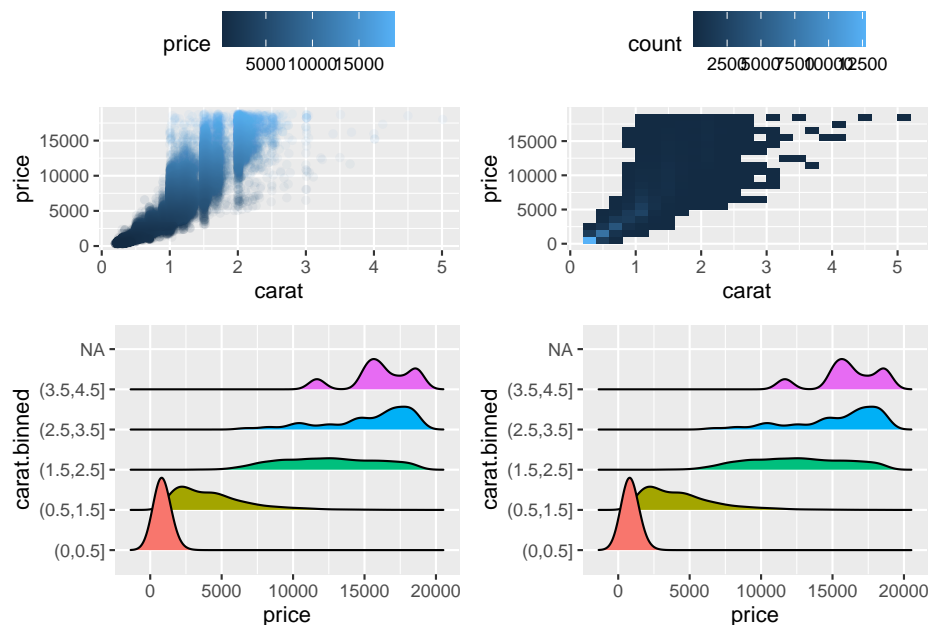 price
5000 10000 15000
count
2500 5000 7500 10000 12500
price
15000
10000
5000
0
0 1 2 3 4 5
carat
price
15000
10000
5000
0
0 1 2 3 4 5
carat
carat.binned
NA
(3.5,4.5]
(2.5,3.5]
(1.5,2.5]
(0.5,1.5]
(0,0.5]
0 5000 10000 15000 20000
price
carat.binned
NA
(3.5,4.5]
(2.5,3.5]
(1.5,2.5]
(0.5,1.5]
(0,0.5]
0 5000 10000 15000 20000
price